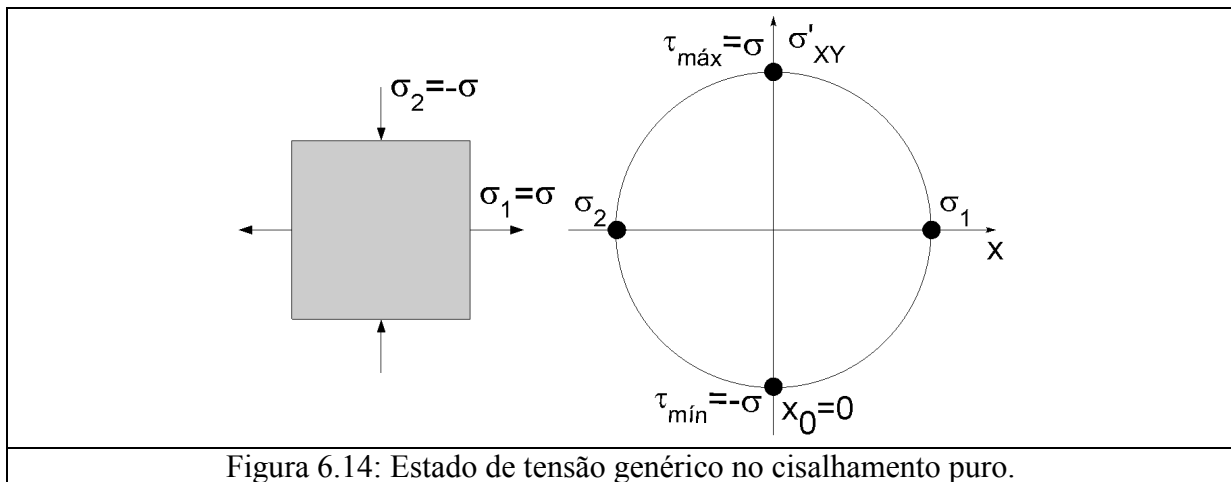 σ2=-σ
σ1=σ
τmáx=σ
σ'XY
σ2
σ1
X
τmín=-σ
x0=0
Figura 6.14: Estado de tensão genérico no cisalhamento puro.